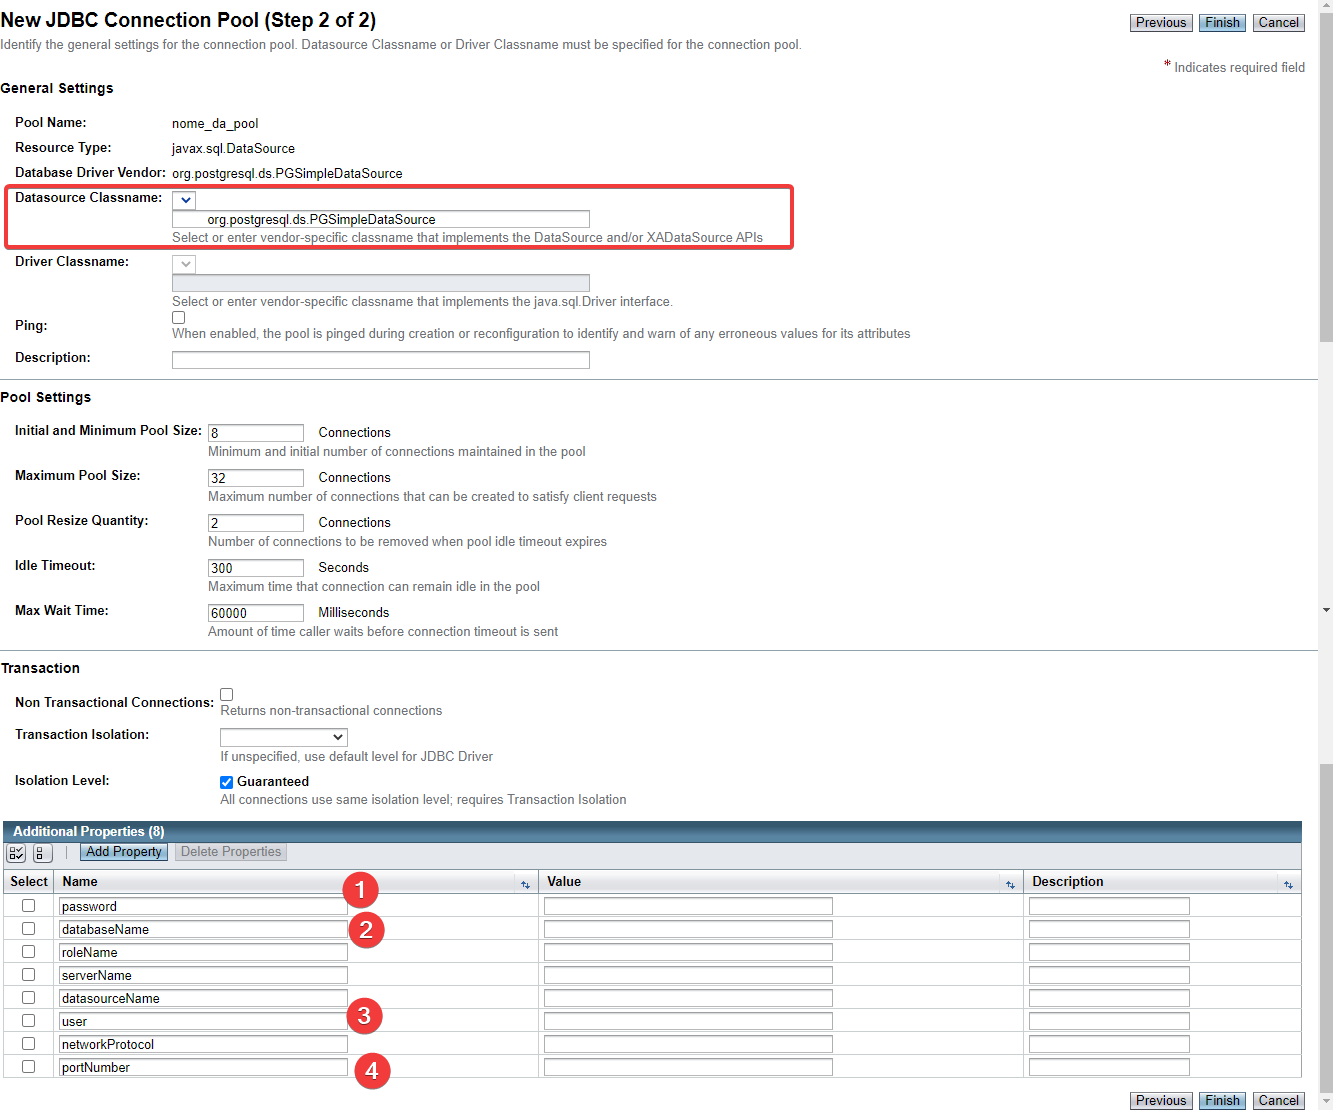 New JDBC Connection Pool (Step 2 of 2)
Previous Finish Cancel
Identify the general settings for the connection pool. Datasource Classname or Driver Classname must be specified for the connection pool.
* Indicates required field
General Settings
Pool Name: nome_da_pool
Resource Type: javax.sql.DataSource
Database Driver Vendor: org.postgresql.ds.PGSimpleDataSource
Datasource Classname:
org.postgresql.ds.PGSimpleDataSource
Select or enter vendor-specific classname that implements the DataSource and/or XADataSource APIs
Driver Classname:
Select or enter vendor-specific classname that implements the java.sql.Driver interface.
Ping:
When enabled, the pool is pinged during creation or reconfiguration to identify and warn of any erroneous values for its attributes
Description:
Pool Settings
Initial and Minimum Pool Size: 8 Connections
Minimum and initial number of connections maintained in the pool
Maximum Pool Size: 32 Connections
Maximum number of connections that can be created to satisfy client requests
Pool Resize Quantity: 2 Connections
Number of connections to be removed when pool idle timeout expires
Idle Timeout: 300 Seconds
Maximum time that connection can remain idle in the pool
Max Wait Time: 60000 Milliseconds
Amount of time caller waits before connection timeout is sent
Transaction
Non Transactional Connections:
Returns non-transactional connections
Transaction Isolation:
If unspecified, use default level for JDBC Driver
Isolation Level: Guaranteed
All connections use same isolation level; requires Transaction Isolation
Additional Properties (8)
Add Property Delete Properties
Select Name Value Description
password 1
databaseName 2
roleName
serverName
datasourceName
user 3
networkProtocol
portNumber 4
Previous Finish Cancel